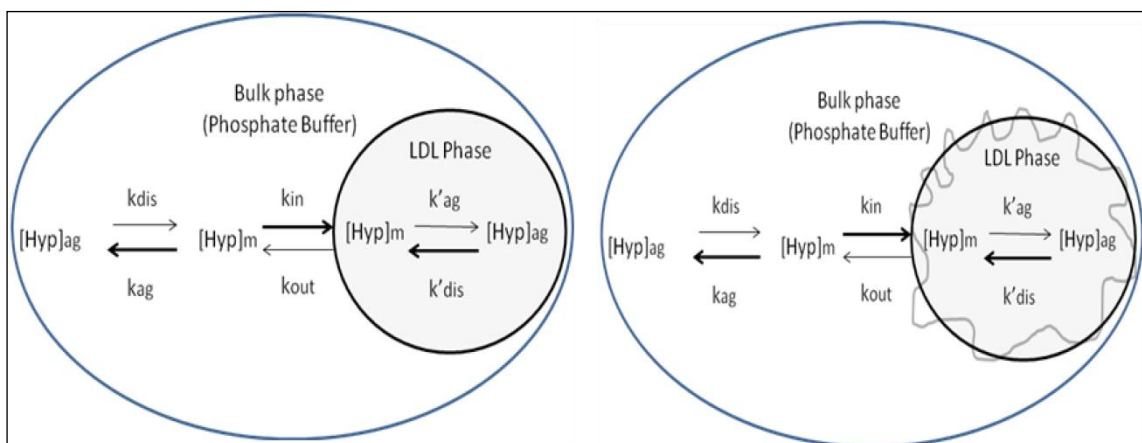 Bulk phase
(Phosphate Buffer)
LDL Phase
kdis
kin
k'ag
[Hyp]ag
[Hyp]m
[Hyp]m
[Hyp]ag
kag
kout
k'dis
Bulk phase
(Phosphate Buffer)
LDL Phase
kdis
kin
k'ag
[Hyp]ag
[Hyp]m
[Hyp]m
[Hyp]ag
kag
kout
k'dis